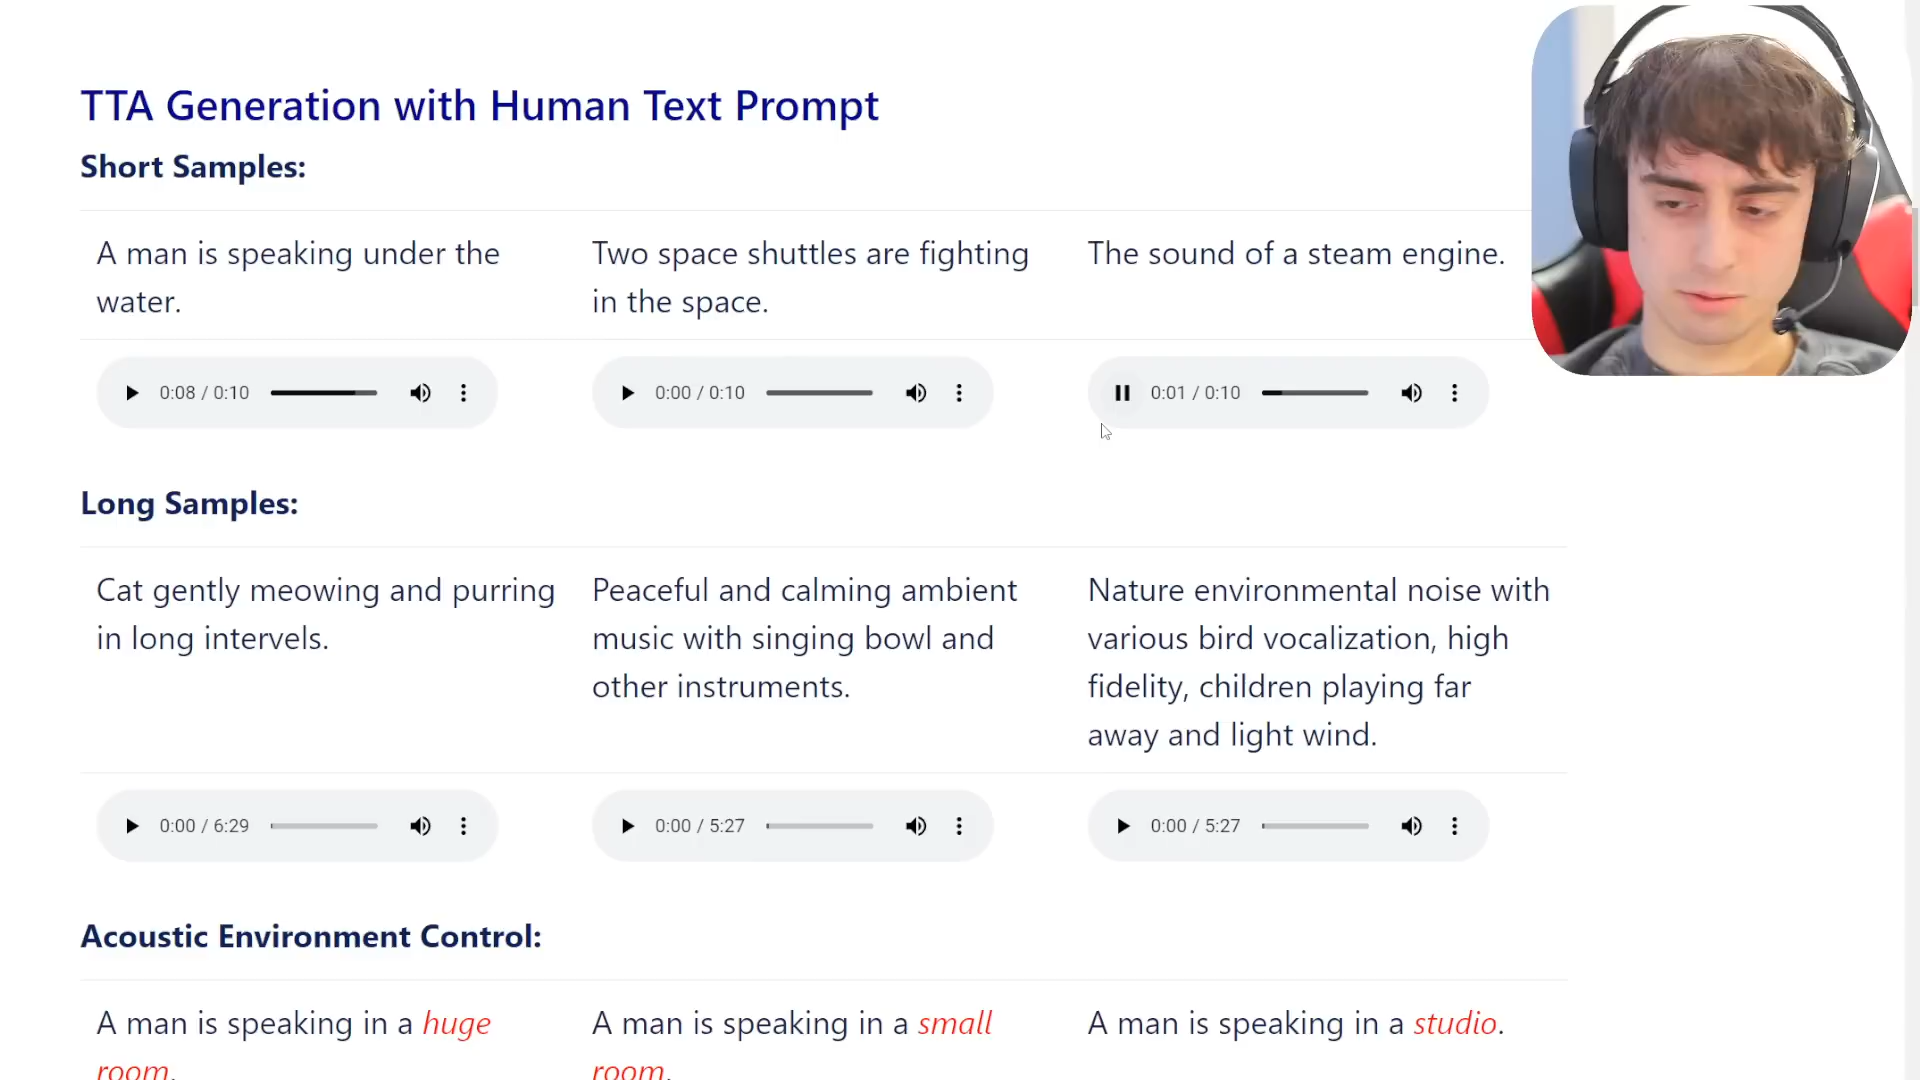 TTA Generation with Human Text Prompt
Short Samples:
A man is speaking under the
water.
Two space shuttles are fighting
in the space.
The sound of a steam engine.
0:08 / 0:10
0:00 / 0:10
0:01 / 0:10
Long Samples:
Cat gently meowing and purring
in long intervels.
Peaceful and calming ambient
music with singing bowl and
other instruments.
Nature environmental noise with
various bird vocalization, high
fidelity, children playing far
away and light wind.
0:00 / 6:29
0:00 / 5:27
0:00 / 5:27
Acoustic Environment Control:
A man is speaking in a huge
room.
A man is speaking in a small
room.
A man is speaking in a studio.